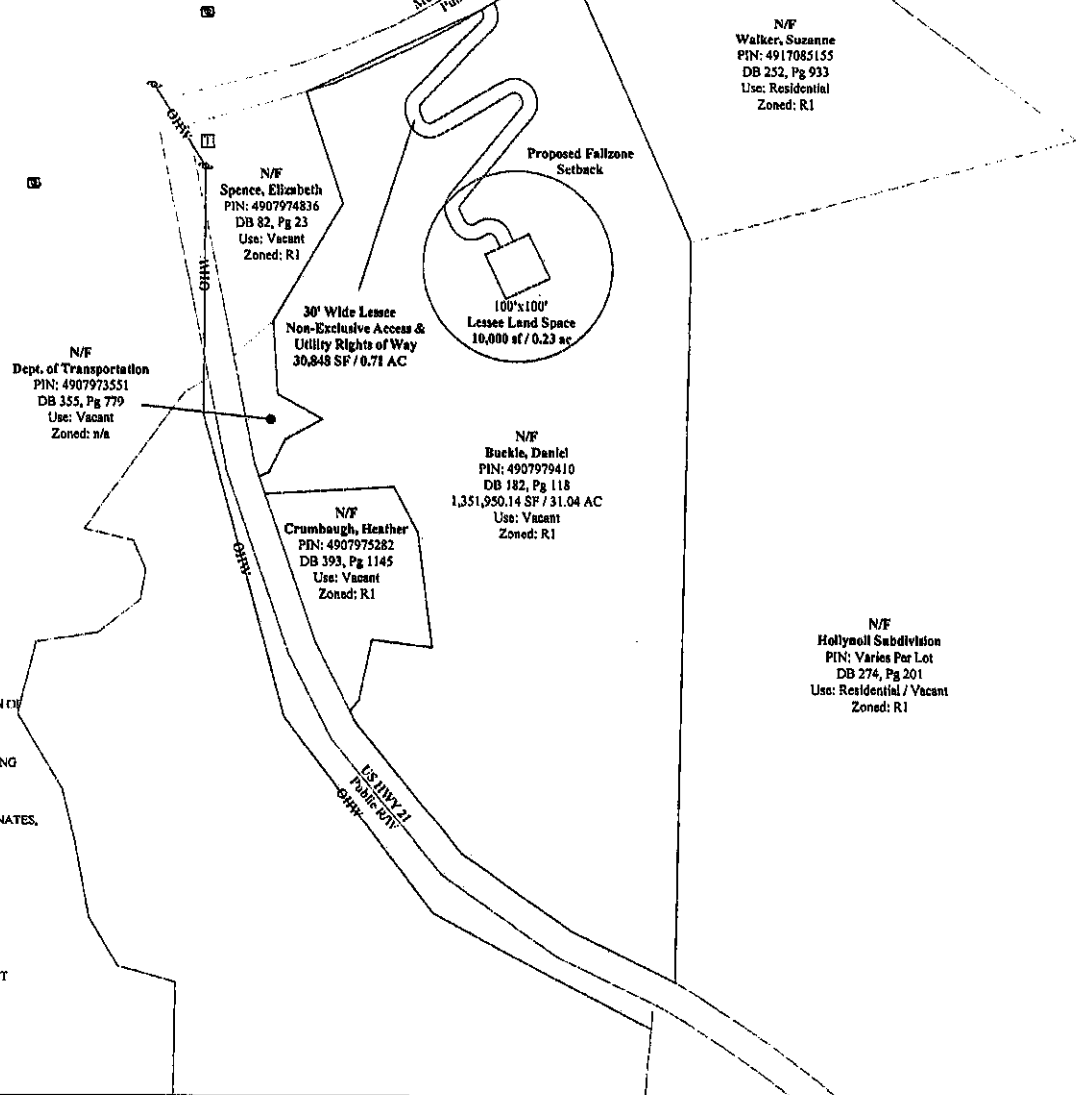 N/F
Walker, Suzanne
PIN: 4917085155
DB 252, Pg 933
Use: Residential
Zoned: R1
OHW
T
N/F
Spence, Elizabeth
PIN: 4907974836
DB 82, Pg 23
Use: Vacant
Zoned: R1
Proposed Fallzone
Setback
OHW
30' Wide Lessee
Non-Exclusive Access &
Utility Rights of Way
30,848 SF / 0.71 AC
100'x100'
Lessee Land Space
10,000 sf / 0.23 ac
N/F
Dept. of Transportation
PIN: 4907973551
DB 355, Pg 779
Use: Vacant
Zoned: n/a
N/F
Buckle, Daniel
PIN: 4907979410
DB 182, Pg 118
1,351,950.14 SF / 31.04 AC
Use: Vacant
Zoned: R1
N/F
Crumbaugh, Heather
PIN: 4907975282
DB 393, Pg 1145
Use: Vacant
Zoned: R1
OHW
N/F
Hollynoll Subdivision
PIN: Varies Per Lot
DB 274, Pg 201
Use: Residential / Vacant
Zoned: R1
N OF
NG
NATES,
T
US HWY 21
Public R/W
OHW